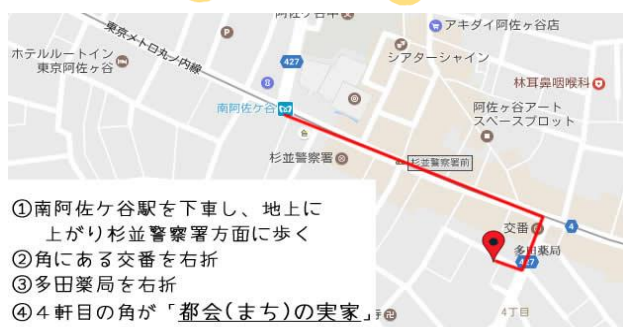 阿佐ヶ谷中
アキダイ阿佐ヶ谷店
東京メトロ丸ノ内線
ホテルルートイン
東京阿佐ヶ谷
427
シアターシャイン
林耳鼻咽喉科
南阿佐ケ谷
阿佐ヶ谷アート
スペースプロット
杉並警察署
杉並警察署前
交番
4
多田薬局
427
4丁目
①南阿佐ケ谷駅を下車し、地上に
上がり杉並警察署方面に歩く
②角にある交番を右折
③多田薬局を右折
④4軒目の角が「都会(まち)の実家」